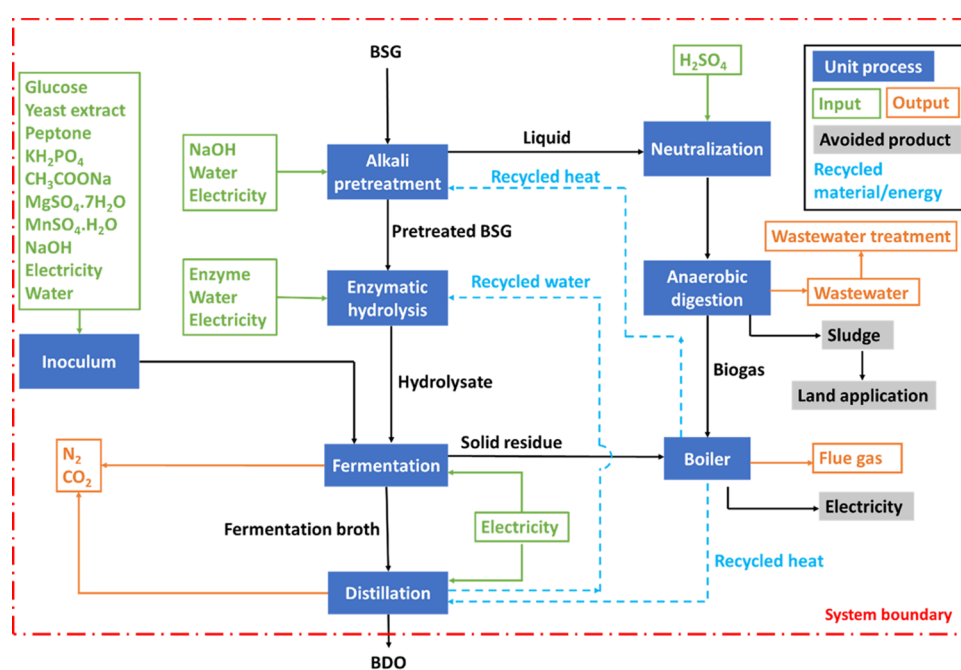 BSG
H₂SO₄
Unit process
Input
Output
Avoided product
Recycled
material/energy
Glucose
Yeast extract
Peptone
KH₂PO₄
CH₃COONa
MgSO₄.7H₂O
MnSO₄.H₂O
NaOH
Electricity
Water
NaOH
Water
Electricity
Alkali
pretreatment
Liquid
Recycled heat
Neutralization
Pretreated BSG
Wastewater treatment
Enzyme
Water
Electricity
Enzymatic
hydrolysis
Recycled water
Anaerobic
digestion
Wastewater
Sludge
Land application
Inoculum
Hydrolysate
Biogas
N₂
CO₂
Fermentation
Solid residue
Boiler
Flue gas
Electricity
Fermentation broth
Electricity
Recycled heat
Distillation
System boundary
BDO